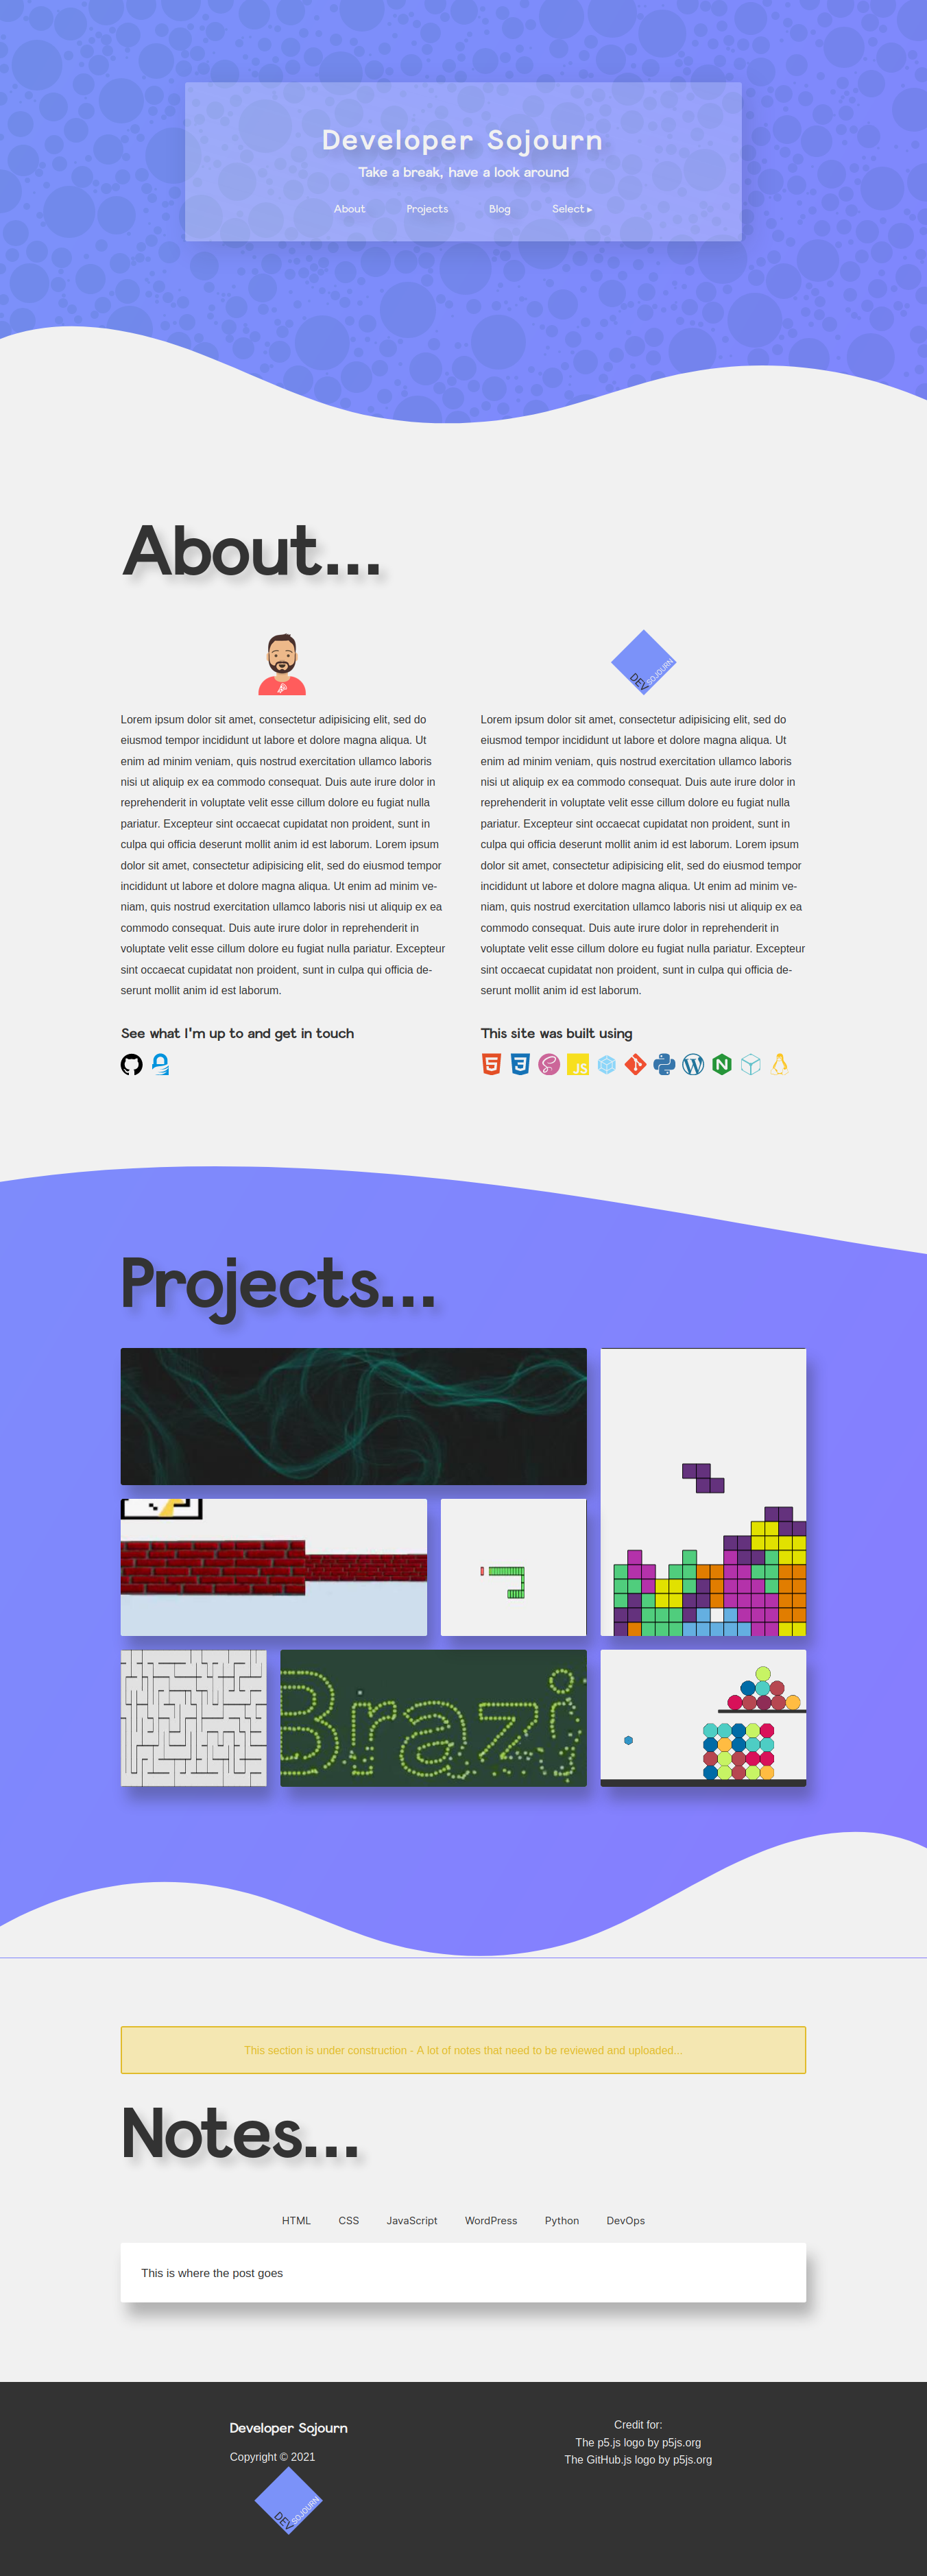 Developer Sojourn
Take a break, have a look around
About
Projects
Blog
Select ▸
About...
Lorem ipsum dolor sit amet, consectetur adipisicing elit, sed do
eiusmod tempor incididunt ut labore et dolore magna aliqua. Ut
enim ad minim veniam, quis nostrud exercitation ullamco laboris
nisi ut aliquip ex ea commodo consequat. Duis aute irure dolor in
reprehenderit in voluptate velit esse cillum dolore eu fugiat nulla
pariatur. Excepteur sint occaecat cupidatat non proident, sunt in
culpa qui officia deserunt mollit anim id est laborum. Lorem ipsum
dolor sit amet, consectetur adipisicing elit, sed do eiusmod tempor
incididunt ut labore et dolore magna aliqua. Ut enim ad minim ve-
niam, quis nostrud exercitation ullamco laboris nisi ut aliquip ex ea
commodo consequat. Duis aute irure dolor in reprehenderit in
voluptate velit esse cillum dolore eu fugiat nulla pariatur. Excepteur
sint occaecat cupidatat non proident, sunt in culpa qui officia de-
serunt mollit anim id est laborum.
See what I'm up to and get in touch
DEV
SOJOURN
Lorem ipsum dolor sit amet, consectetur adipisicing elit, sed do
eiusmod tempor incididunt ut labore et dolore magna aliqua. Ut
enim ad minim veniam, quis nostrud exercitation ullamco laboris
nisi ut aliquip ex ea commodo consequat. Duis aute irure dolor in
reprehenderit in voluptate velit esse cillum dolore eu fugiat nulla
pariatur. Excepteur sint occaecat cupidatat non proident, sunt in
culpa qui officia deserunt mollit anim id est laborum. Lorem ipsum
dolor sit amet, consectetur adipisicing elit, sed do eiusmod tempor
incididunt ut labore et dolore magna aliqua. Ut enim ad minim ve-
niam, quis nostrud exercitation ullamco laboris nisi ut aliquip ex ea
commodo consequat. Duis aute irure dolor in reprehenderit in
voluptate velit esse cillum dolore eu fugiat nulla pariatur. Excepteur
sint occaecat cupidatat non proident, sunt in culpa qui officia de-
serunt mollit anim id est laborum.
This site was built using
5
3
JS
W
N
Projects...
Brazi
This section is under construction - A lot of notes that need to be reviewed and uploaded...
Notes...
HTML
CSS
JavaScript
WordPress
Python
DevOps
This is where the post goes
Developer Sojourn
Copyright © 2021
DEV
SOJOURN
Credit for:
The p5.js logo by p5js.org
The GitHub.js logo by p5js.org